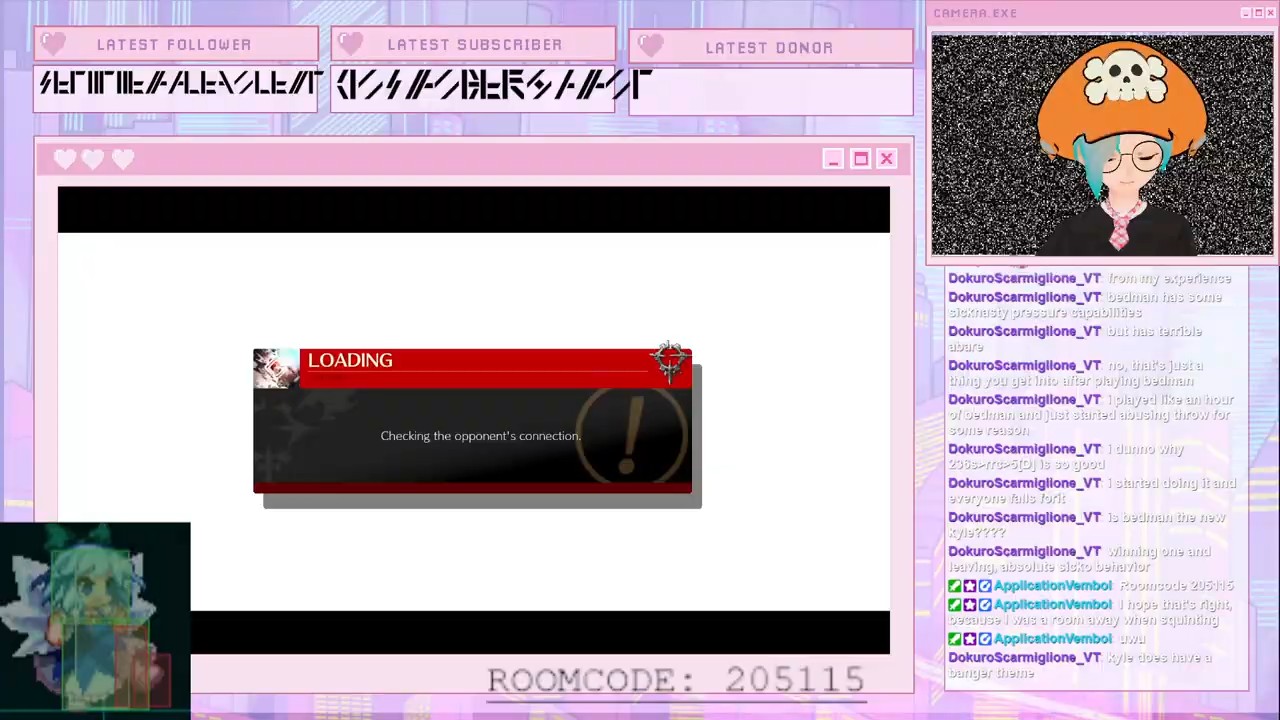 CAMERA.EXE
LATEST FOLLOWER
LATEST SUBSCRIBER
LATEST DONOR
LOADING
Checking the opponent's connection.
DokuroScarmiglione_VT from my experience
DokuroScarmiglione_VT bedman has some
sicknasty pressure capabilities
DokuroScarmiglione_VT but has terrible
abare
DokuroScarmiglione_VT no, that's just a
thing you get into after playing bedman
DokuroScarmiglione_VT i played like an hour
of bedman and just started abusing throw for
some reason
DokuroScarmiglione_VT i dunno why
236s>rrc>5[D] is so good
DokuroScarmiglione_VT i started doing it and
everyone falls forit
DokuroScarmiglione_VT is bedman the new
kyle????
DokuroScarmiglione_VT winning one and
leaving, absolute sicko behavior
ApplicationVembol Roomcode 205115
ApplicationVembol I hope that's right,
because I was a room away when squinting
ApplicationVembol uwu
DokuroScarmiglione_VT kyle does have a
banger theme
ROOMCODE: 205115